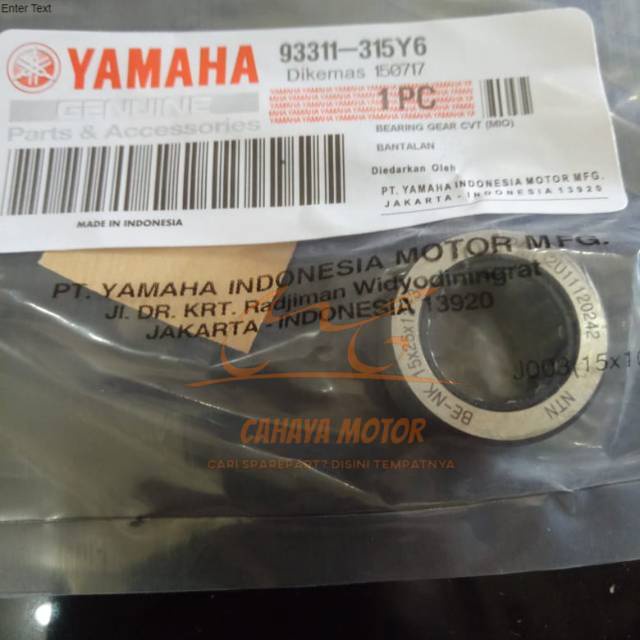 Enter Text
YAMAHA
GENUINE
Parts & Accessories
93311-315Y6
Dikemas 150717
1 PC
BEARING GEAR CVT (MIO)
BANTALAN
Diedarkan Oleh
PT. YAMAHA INDONESIA MOTOR MFG.
JAKARTA - INDONESIA 13920
MADE IN INDONESIA
PT. YAMAHA INDONESIA MOTOR MFG.
Jl. DR. KRT. Radjiman Widyodiningrat
JAKARTA - INDONESIA 13920
NTN
CAHAYA MOTOR
CARI SPAREPART? DISINI TEMPATNYA